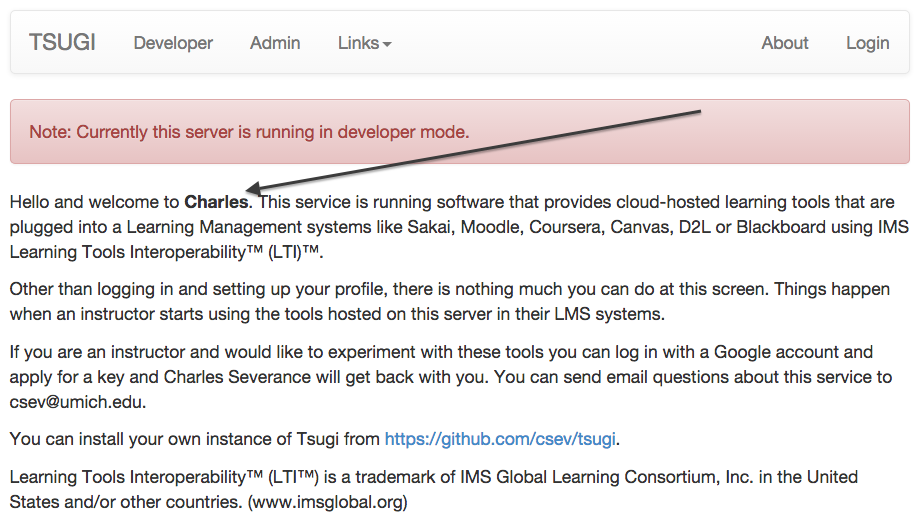 TSUGI Developer Admin Links About Login
Note: Currently this server is running in developer mode.
Hello and welcome to Charles. This service is running software that provides cloud-hosted learning tools that are
plugged into a Learning Management systems like Sakai, Moodle, Coursera, Canvas, D2L or Blackboard using IMS
Learning Tools Interoperability™ (LTI)™.
Other than logging in and setting up your profile, there is nothing much you can do at this screen. Things happen
when an instructor starts using the tools hosted on this server in their LMS systems.
If you are an instructor and would like to experiment with these tools you can log in with a Google account and
apply for a key and Charles Severance will get back with you. You can send email questions about this service to
csev@umich.edu.
You can install your own instance of Tsugi from https://github.com/csev/tsugi.
Learning Tools Interoperability™ (LTI™) is a trademark of IMS Global Learning Consortium, Inc. in the United
States and/or other countries. (www.imsglobal.org)